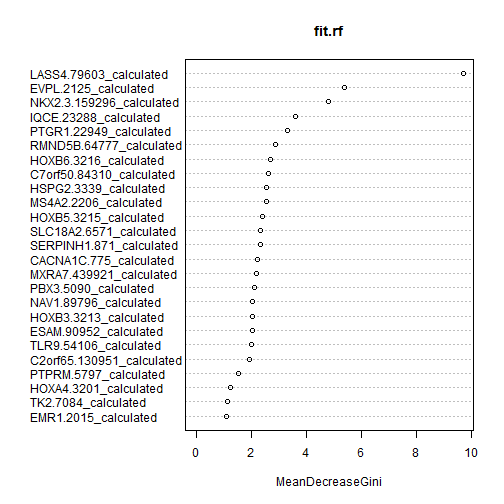 fit.rf
LASS4.79603_calculated
EVPL.2125_calculated
NKX2.3.159296_calculated
IQCE.23288_calculated
PTGR1.22949_calculated
RMND5B.64777_calculated
HOXB6.3216_calculated
C7orf50.84310_calculated
HSPG2.3339_calculated
MS4A2.2206_calculated
HOXB5.3215_calculated
SLC18A2.6571_calculated
SERPINH1.871_calculated
CACNA1C.775_calculated
MXRA7.439921_calculated
PBX3.5090_calculated
NAV1.89796_calculated
HOXB3.3213_calculated
ESAM.90952_calculated
TLR9.54106_calculated
C2orf65.130951_calculated
PTPRM.5797_calculated
HOXA4.3201_calculated
TK2.7084_calculated
EMR1.2015_calculated
0 2 4 6 8 10
MeanDecreaseGini